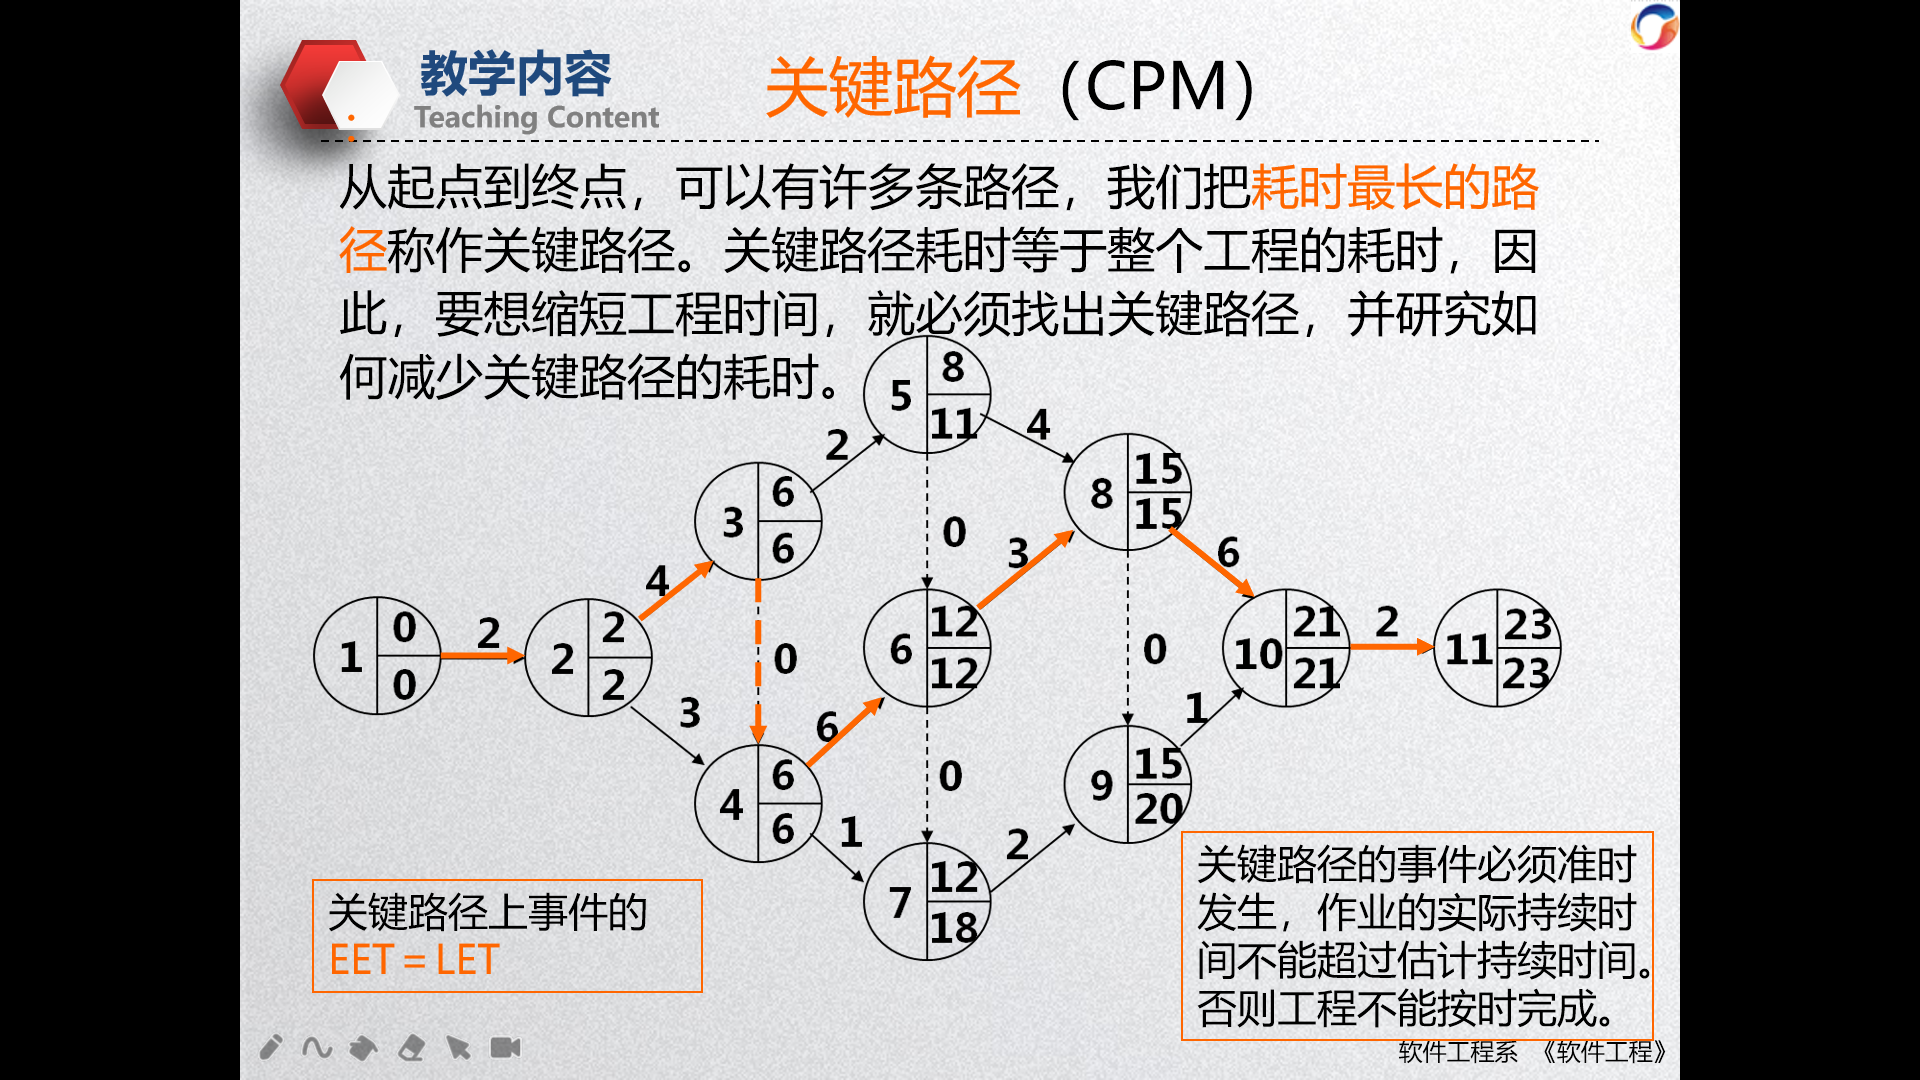 教学内容
Teaching Content
关键路径（CPM）
从起点到终点，可以有许多条路径，我们把耗时最长的路
径称作关键路径。关键路径耗时等于整个工程的耗时，因
此，要想缩短工程时间，就必须找出关键路径，并研究如
何减少关键路径的耗时。
5 8 11
4
2
3 6 6
8 15 15
0
3
6
4
1 0 0
2
2 2 2
0
6 12 12
0
10 21 21
2
11 23 23
3
6
1
4 6 6
0
9 15 20
1
2
7 12 18
关键路径上事件的
EET = LET
关键路径的事件必须准时
发生，作业的实际持续时
间不能超过估计持续时间。
否则工程不能按时完成。
软件工程系 《软件工程》